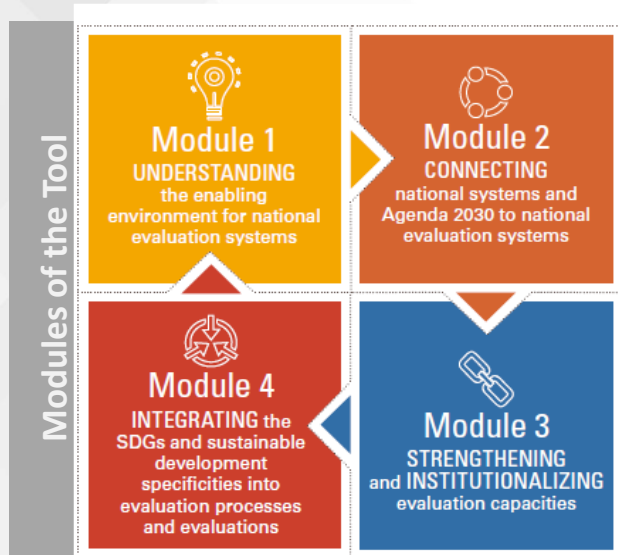 Modules of the Tool
Module 1
UNDERSTANDING
the enabling
environment for national
evaluation systems
Module 2
CONNECTING
national systems and
Agenda 2030 to national
evaluation systems
Module 4
INTEGRATING the
SDGs and sustainable
development
specificities into
evaluation processes
and evaluations
Module 3
STRENGTHENING
and INSTITUTIONALIZING
evaluation capacities